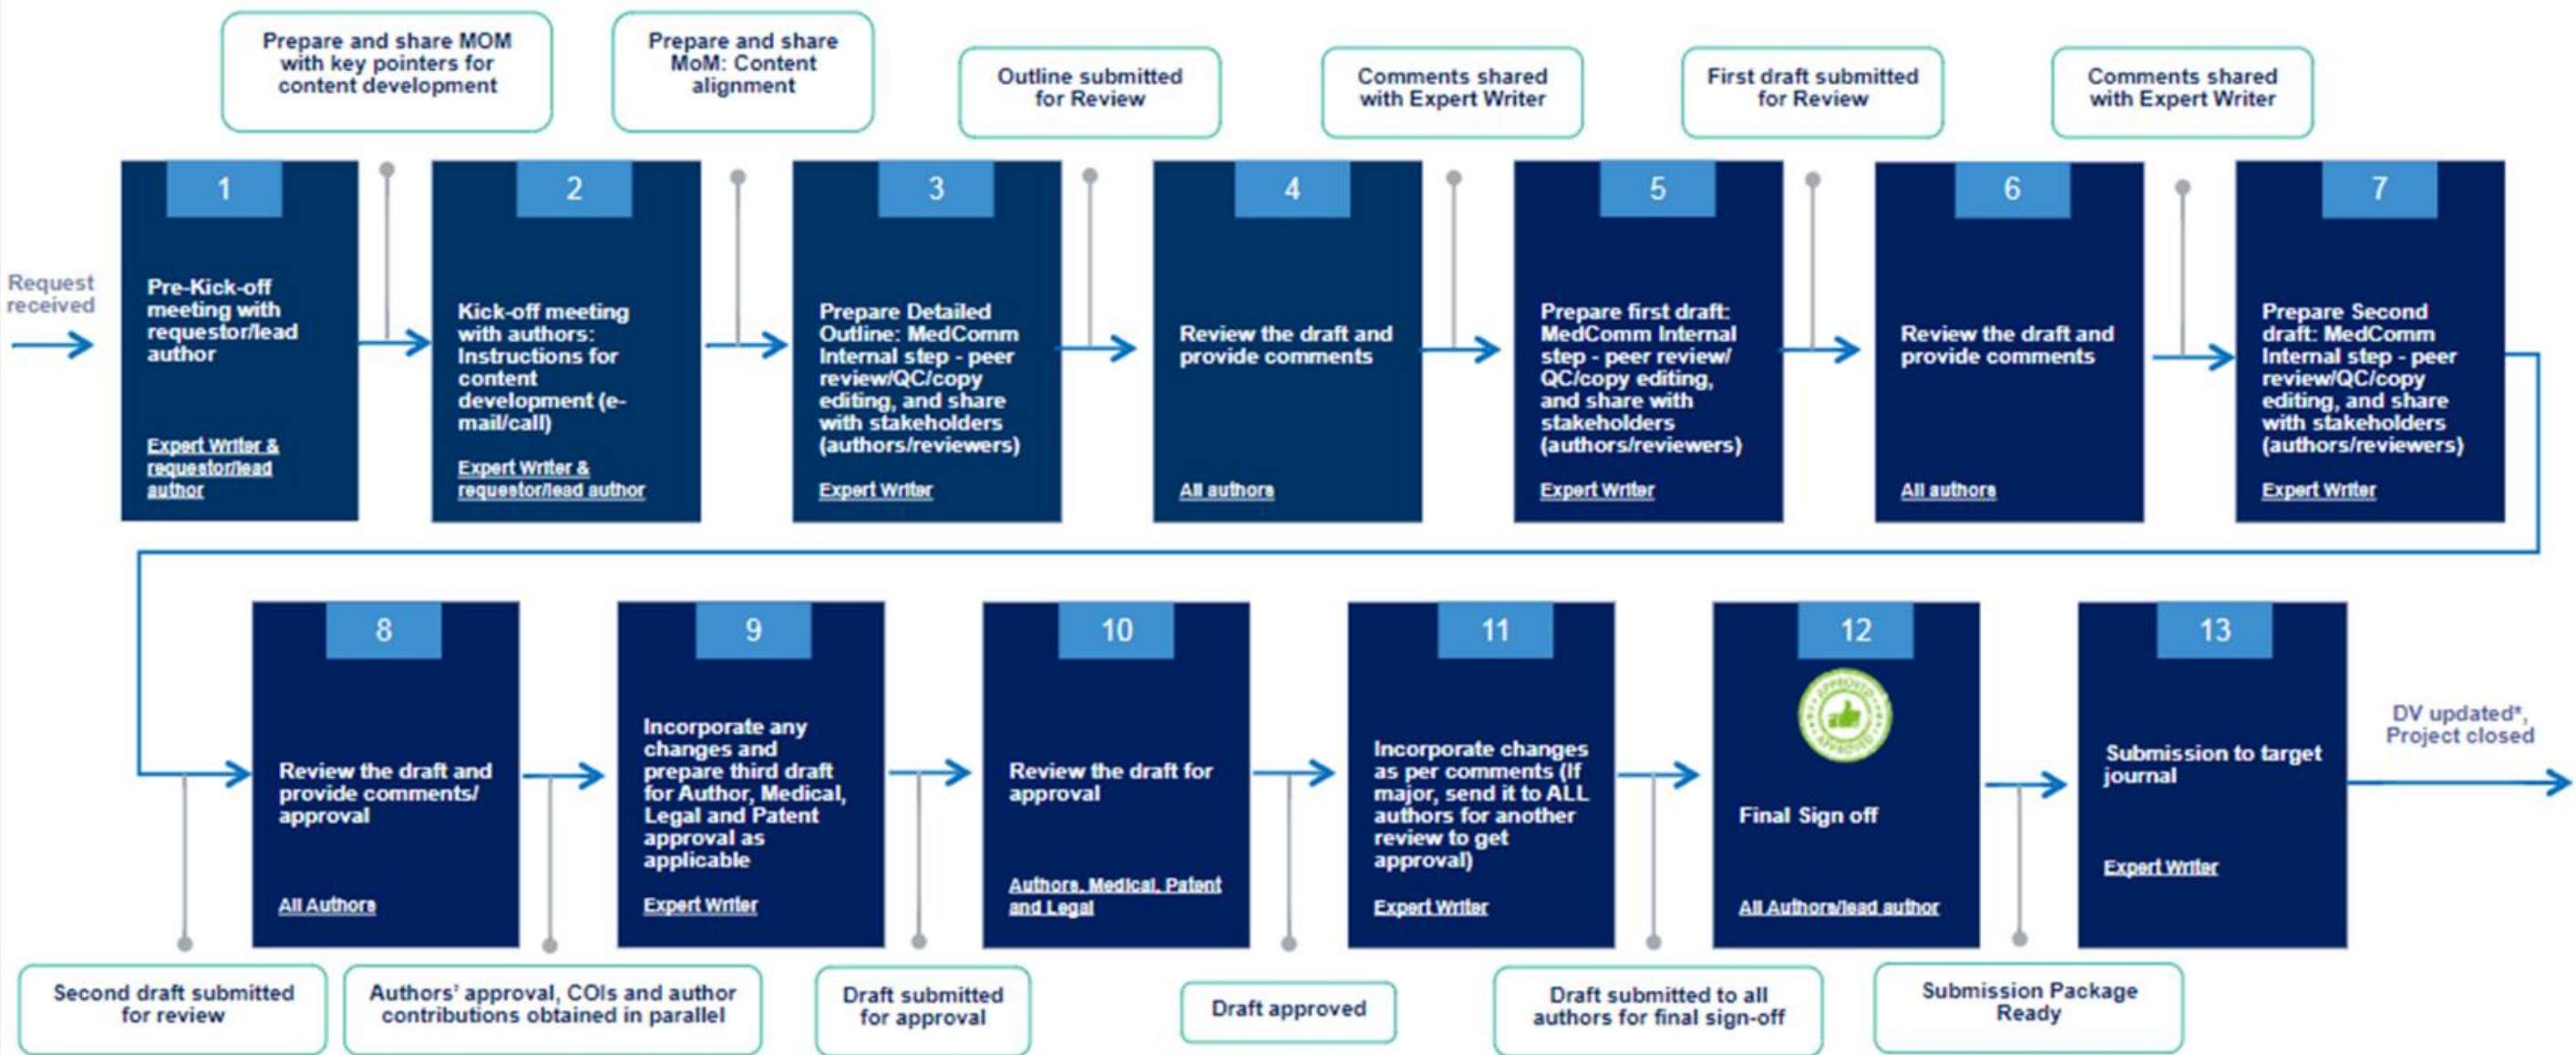 Prepare and share MOM
with key pointers for
content development
Prepare and share
MoM: Content
alignment
Outline submitted
for Review
Comments shared
with Expert Writer
First draft submitted
for Review
Comments shared
with Expert Writer
Request
received
1
Pre-Kick-off
meeting with
requestor/lead
author
Expert Writer &
requestor/lead
author
2
Kick-off meeting
with authors:
Instructions for
content
development (e-
mail/call)
Expert Writer &
requestor/lead author
3
Prepare Detailed
Outline: MedComm
Internal step - peer
review/QC/copy
editing, and share
with stakeholders
(authors/reviewers)
Expert Writer
4
Review the draft and
provide comments
All authors
5
Prepare first draft:
MedComm Internal
step - peer review/
QC/copy editing,
and share with
stakeholders
(authors/reviewers)
Expert Writer
6
Review the draft and
provide comments
All authors
7
Prepare Second
draft: MedComm
Internal step - peer
review/QC/copy
editing, and share
with stakeholders
(authors/reviewers)
Expert Writer
8
Review the draft and
provide comments/
approval
All Authors
9
Incorporate any
changes and
prepare third draft
for Author, Medical,
Legal and Patent
approval as
applicable
Expert Writer
10
Review the draft for
approval
Authors, Medical, Patent
and Legal
11
Incorporate changes
as per comments (If
major, send it to ALL
authors for another
review to get
approval)
Expert Writer
12
APPROVED
APPROVED
Final Sign off
All Authors/lead author
13
Submission to target
journal
Expert Writer
DV updated*,
Project closed
Second draft submitted
for review
Authors' approval, COIs and author
contributions obtained in parallel
Draft submitted
for approval
Draft approved
Draft submitted to all
authors for final sign-off
Submission Package
Ready